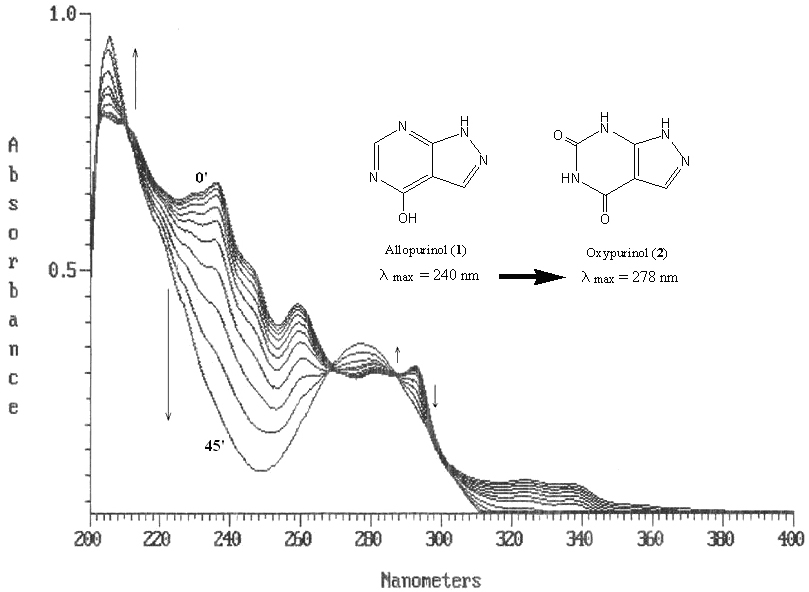 1.0
0'
N
H
N
N
N
OH
H
N
O
HN
O
H
N
N
Allopurinol (1)
Oxypurinol (2)
λ max = 240 nm
λ max = 278 nm
0.5
Absorbance
45'
200 220 240 260 280 300 320 340 360 380 400
Nanometers